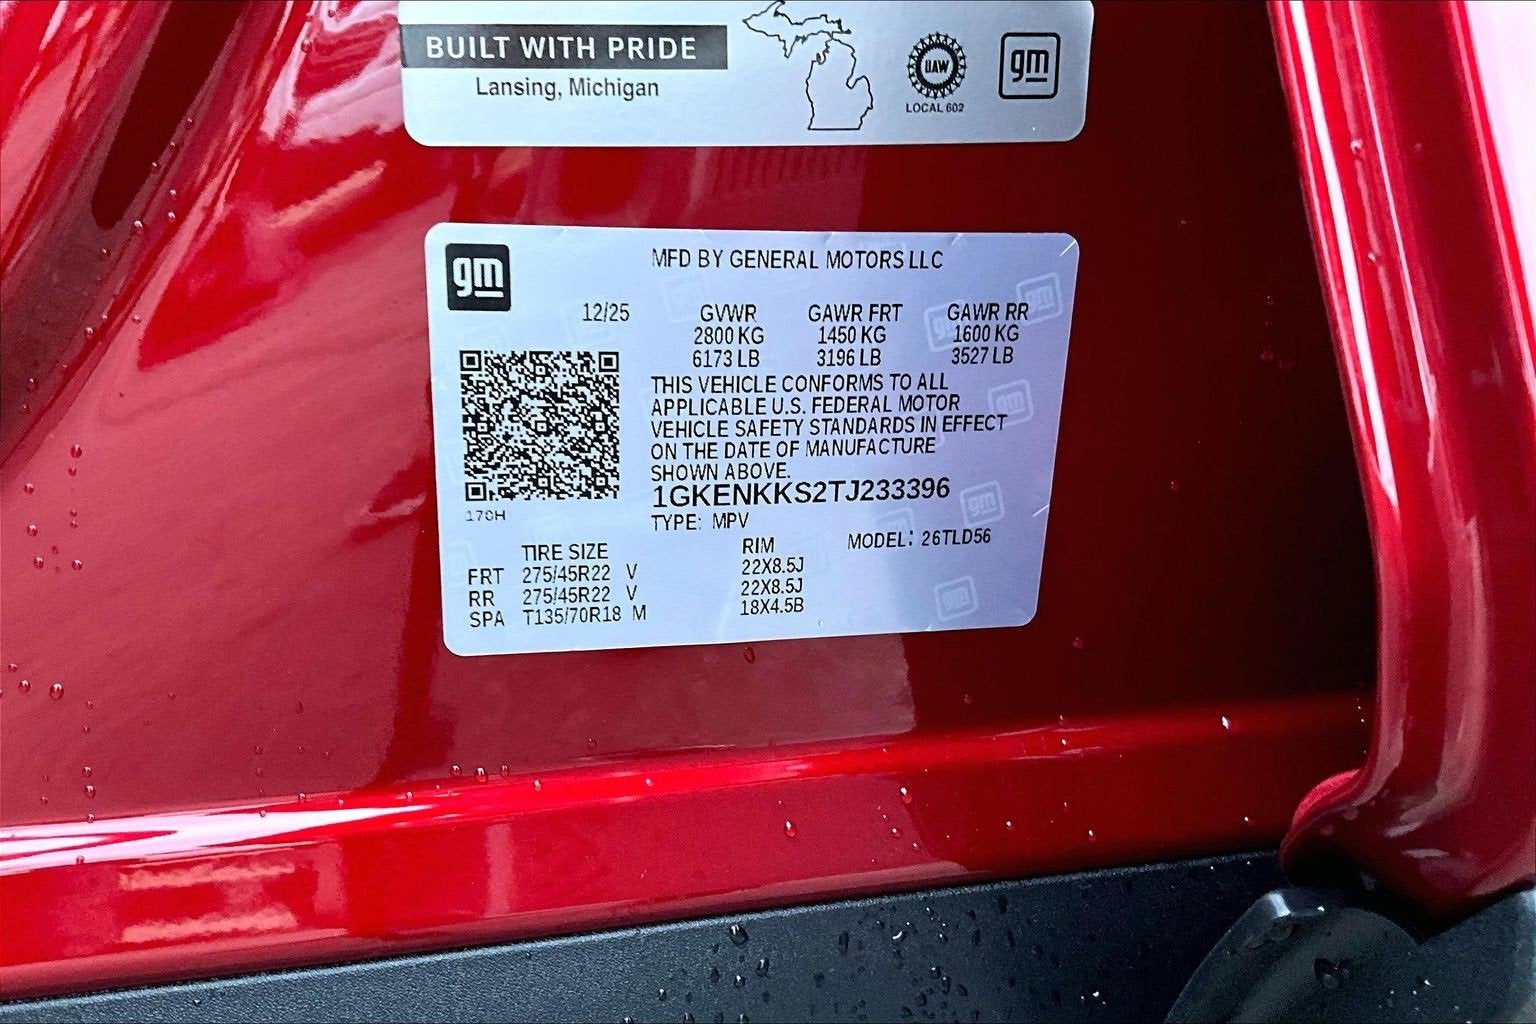 BUILT WITH PRIDE
Lansing, Michigan
UAW
LOCAL 602
gm
gm
MFD BY GENERAL MOTORS LLC
12/25 GVWR GAWR FRT GAWR RR
2800 KG 1450 KG 1600 KG
6173 LB 3196 LB 3527 LB
THIS VEHICLE CONFORMS TO ALL
APPLICABLE U.S. FEDERAL MOTOR
VEHICLE SAFETY STANDARDS IN EFFECT
ON THE DATE OF MANUFACTURE
SHOWN ABOVE.
1GKENKKS2TJ233396
TYPE: MPV
MODEL: 26TLD56
TIRE SIZE RIM
FRT 275/45R22 V 22X8.5J
RR 275/45R22 V 22X8.5J
SPA T135/70R18 M 18X4.5B